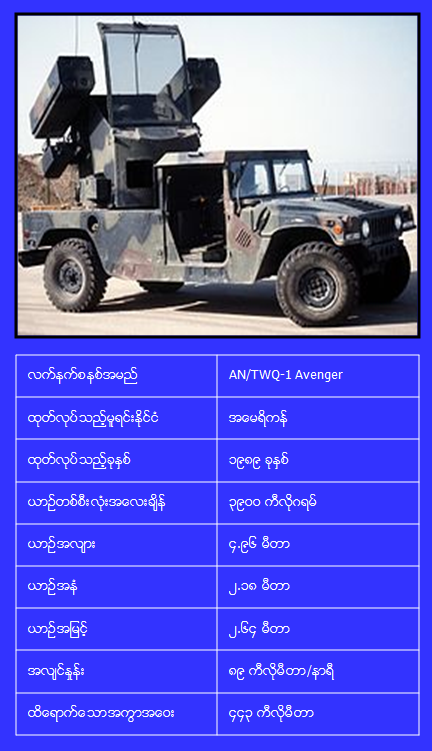 လက်နက်စနစ်အမည် AN/TWQ-1 Avenger
ထုတ်လုပ်သည့်မူရင်းနိုင်ငံ အမေရိကန်
ထုတ်လုပ်သည့်ခုနှစ် ၁၉၈၉ ခုနှစ်
ယာဉ်တစ်စီးလုံးအလေးချိန် ၃၉၀၀ ကီလိုဂရမ်
ယာဉ်အလျား ၄.၉၆ မီတာ
ယာဉ်အနံ ၂.၁၈ မီတာ
ယာဉ်အမြင့် ၂.၆၄ မီတာ
အလျင်နှုန်း ၈၉ ကီလိုမီတာ/နာရီ
ထိရောက်သောအကွာအဝေး ၄၄၃ ကီလိုမီတာ